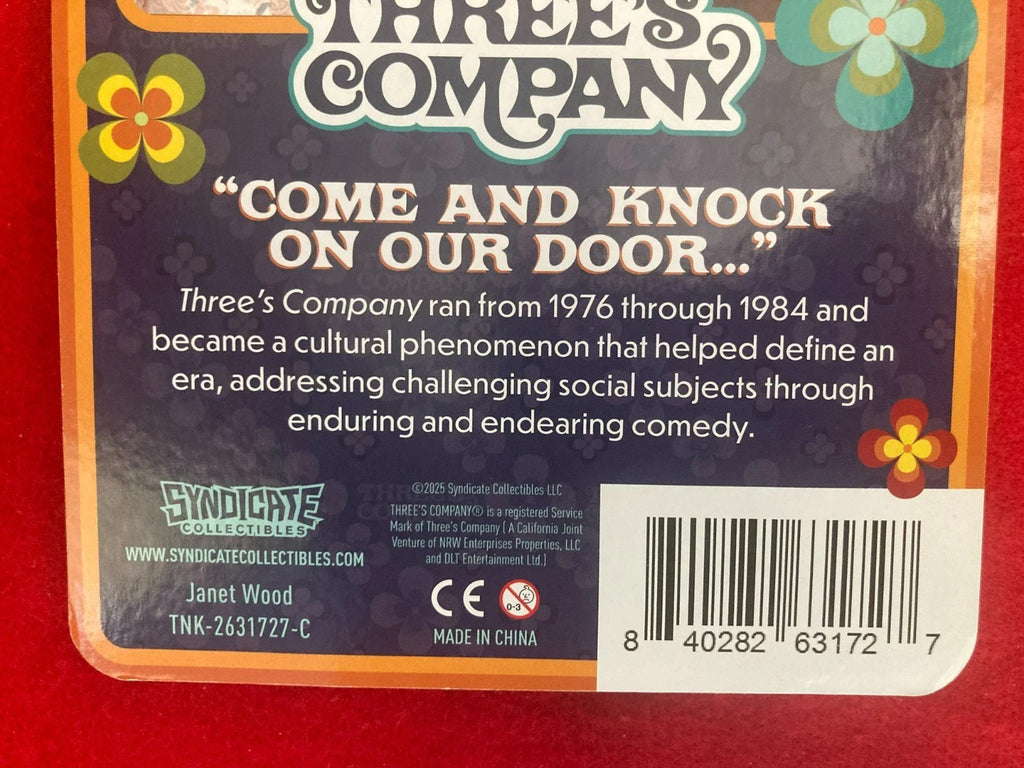 THREE'S
COMPANY
"COME AND KNOCK
ON OUR DOOR..."
Three's Company ran from 1976 through 1984 and
became a cultural phenomenon that helped define an
era, addressing challenging social subjects through
enduring and endearing comedy.
SYNDICATE
COLLECTIBLES
WWW.SYNDICATECOLLECTIBLES.COM
Janet Wood
TNK-2631727-C
©2025 Syndicate Collectibles LLC
THREE'S COMPANY® is a registered Service
Mark of Three's Company ( A California Joint
Venture of NRW Enterprises Properties, LLC
and DLT Entertainment Ltd.)
CE
0-3
MADE IN CHINA
8 40282 63172 7